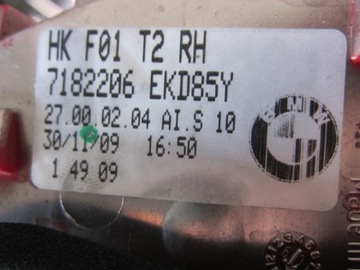 HK F01 T2 RH
7182206 EKD85Y
27.00.02.04 AI.S 10
30/11/09 16:50
1 49 09
BMW